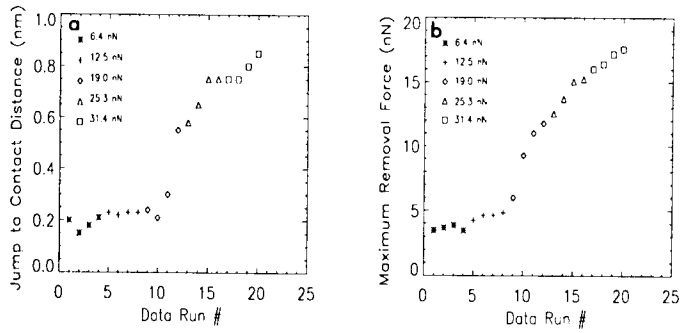 a
6.4 nN
12.5 nN
19.0 nN
25.3 nN
31.4 nN
Jump to Contact Distance (nm)
1.0
0.8
0.6
0.4
0.2
0.0
0 5 10 15 20 25
Data Run #
b
6.4 nN
12.5 nN
19.0 nN
25.3 nN
31.4 nN
Maximum Removal Force (nN)
20
15
10
5
0
0 5 10 15 20 25
Data Run #